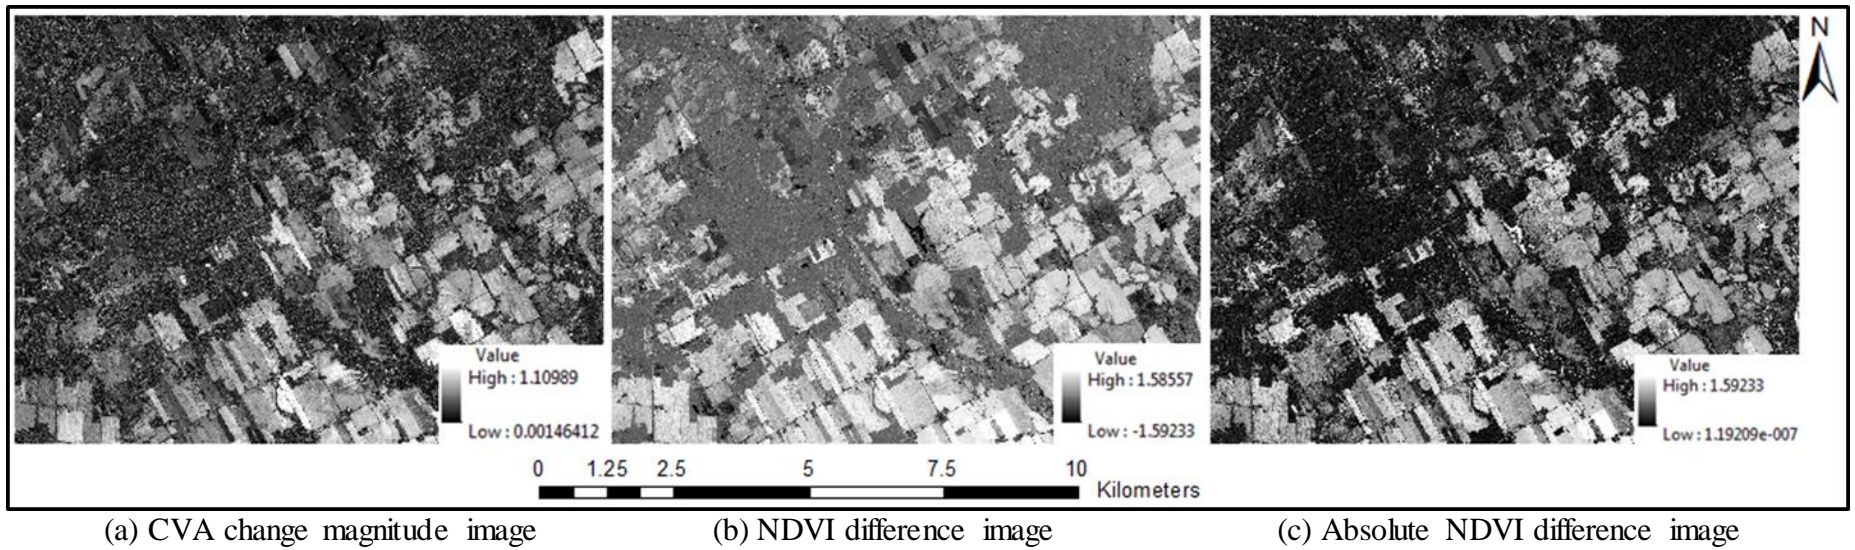 N
Value
High : 1.10989
Low : 0.00146412
Value
High : 1.58557
Low : -1.59233
Value
High : 1.59233
Low : 1.19209e-007
0 1.25 2.5 5 7.5 10
Kilometers
(a) CVA change magnitude image
(b) NDVI difference image
(c) Absolute NDVI difference image